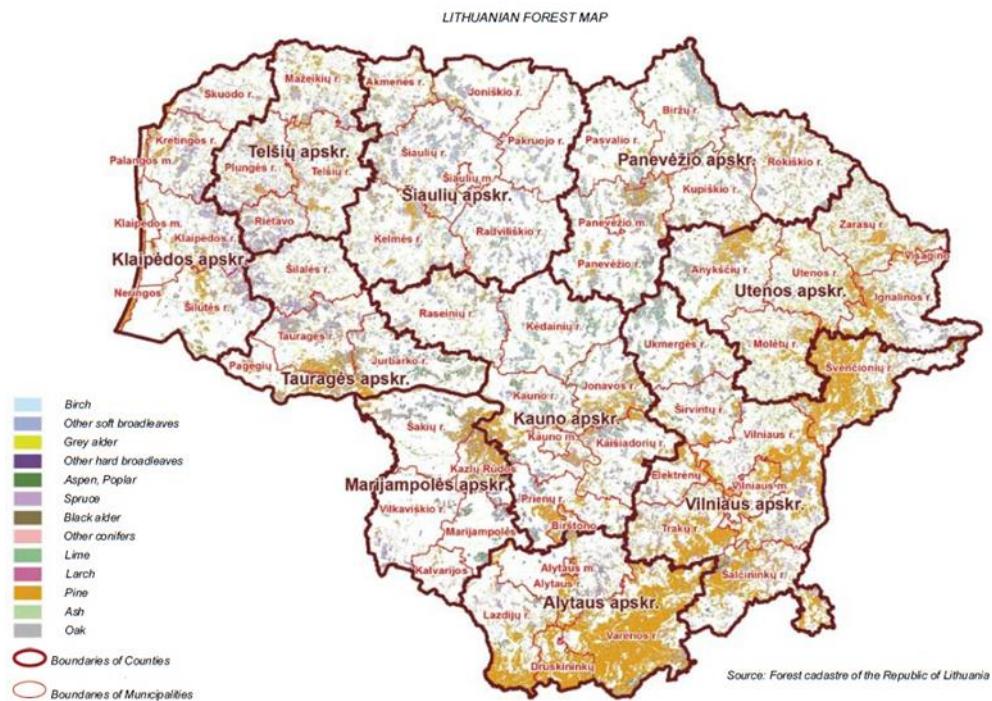 LITHUANIAN FOREST MAP
Mažeikių r.
Akmenės r.
Skuodo r.
Joniškio r.
Biržų r.
Kretingos r.
Pasvalio r.
Pakruojo r.
Palangos m.
Telšių apskr.
Šiaulių r.
Panevėžio apskr.
Rokiškio r.
Plungės r.
Telšių r.
Šiaulių m.
Kupiškio r.
Šiaulių apskr.
Rietavo
Klaipėdos m.
Panevėžio m.
Zarasų r.
Klaipėdos r.
Kelmės r.
Radviliškio r.
Visagino
Klaipėdos apskr.
Panevėžio r.
Anykščių r.
Utenos r.
Šilalės r.
Utenos apskr.
Neringos
Ignalinos r.
Šilutės r.
Raseinių r.
Kėdainių r.
Tauragės r.
Ukmergės r.
Molėtų r.
Pagėgių
Jurbarko r.
Švenčionių r.
Tauragės apskr.
Jonavos r.
Kauno r.
Širvintų r.
Kauno apskr.
Šakių r.
Kauno m.
Kaišiadorių r.
Vilniaus r.
Kazlų Rūdos
Elektrėnų
Marijampolės apskr.
Vilniaus m.
Prienų r.
Vilniaus apskr.
Vilkaviškio r.
Birštono
Trakų r.
Marijampolės
Kalvarijos
Alytaus m.
Alytaus r.
Šalčininkų r.
Alytaus apskr.
Lazdijų r.
Varėnos r.
Druskininkų
Birch
Other soft broadleaves
Grey alder
Other hard broadleaves
Aspen, Poplar
Spruce
Black alder
Other conifers
Lime
Larch
Pine
Ash
Oak
Boundaries of Counties
Boundaries of Municipalities
Source: Forest cadastre of the Republic of Lithuania